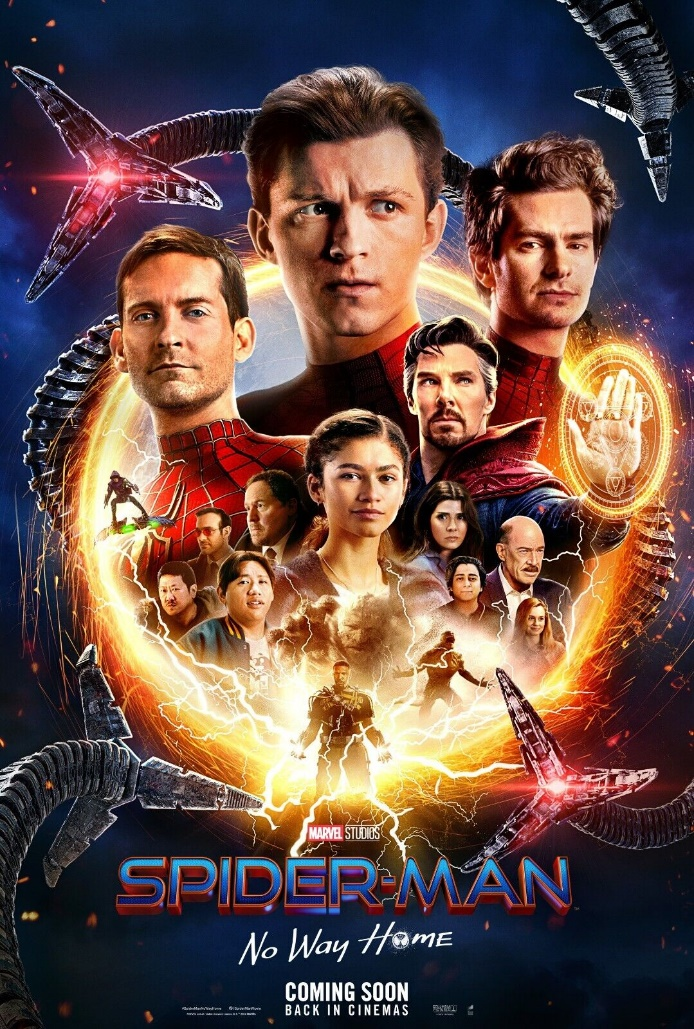 MARVEL STUDIOS
SPIDER-MAN
No Way Home
COMING SOON
BACK IN CINEMAS